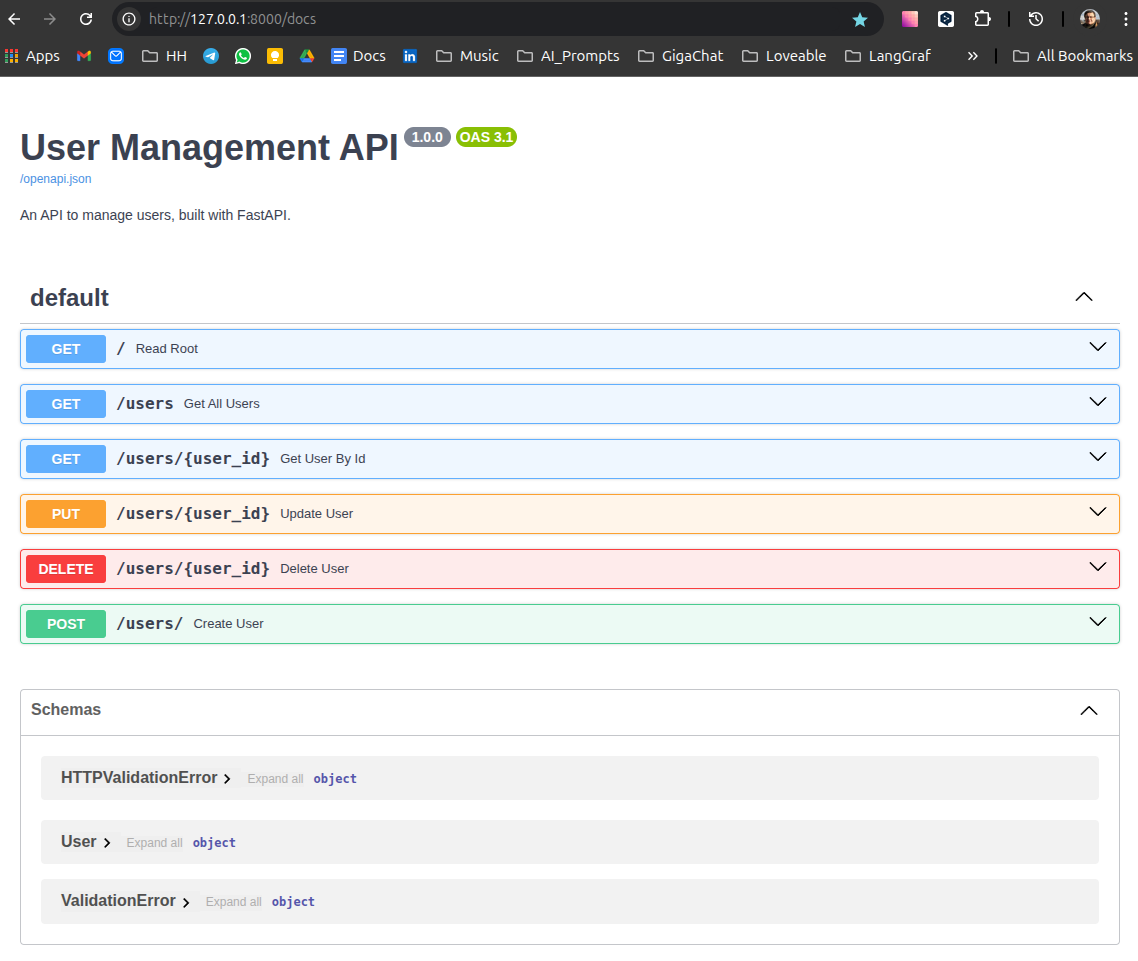 http://127.0.0.1:8000/docs
Apps HH Docs in Music AI_Prompts GigaChat Loveable LangGraf » All Bookmarks
User Management API 1.0.0 OAS 3.1
/openapi.json
An API to manage users, built with FastAPI.
default
GET / Read Root
GET /users Get All Users
GET /users/{user_id} Get User By Id
PUT /users/{user_id} Update User
DELETE /users/{user_id} Delete User
POST /users/ Create User
Schemas
HTTPValidationError Expand all object
User Expand all object
ValidationError Expand all object